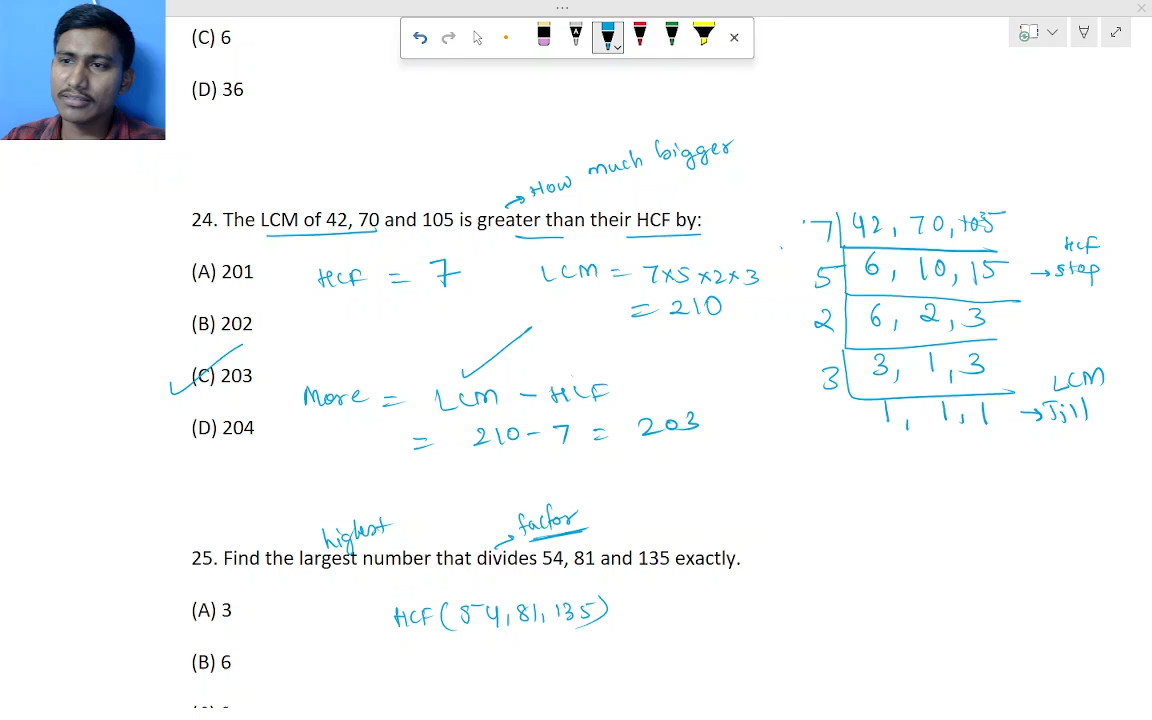 (C) 6
(D) 36
How much bigger
24. The LCM of 42, 70 and 105 is greater than their HCF by:
(A) 201
HCF = 7
LCM = 7×5×2×3
= 210
(B) 202
(C) 203
More = LCM - HCF
= 210 - 7 = 203
(D) 204
7 | 42, 70, 105
5 | 6, 10, 15
2 | 6, 2, 3
3 | 3, 1, 3
1, 1, 1
HCF
→ stop
LCM
→ Till
highest
factor
25. Find the largest number that divides 54, 81 and 135 exactly.
(A) 3
HCF (54, 81, 135)
(B) 6